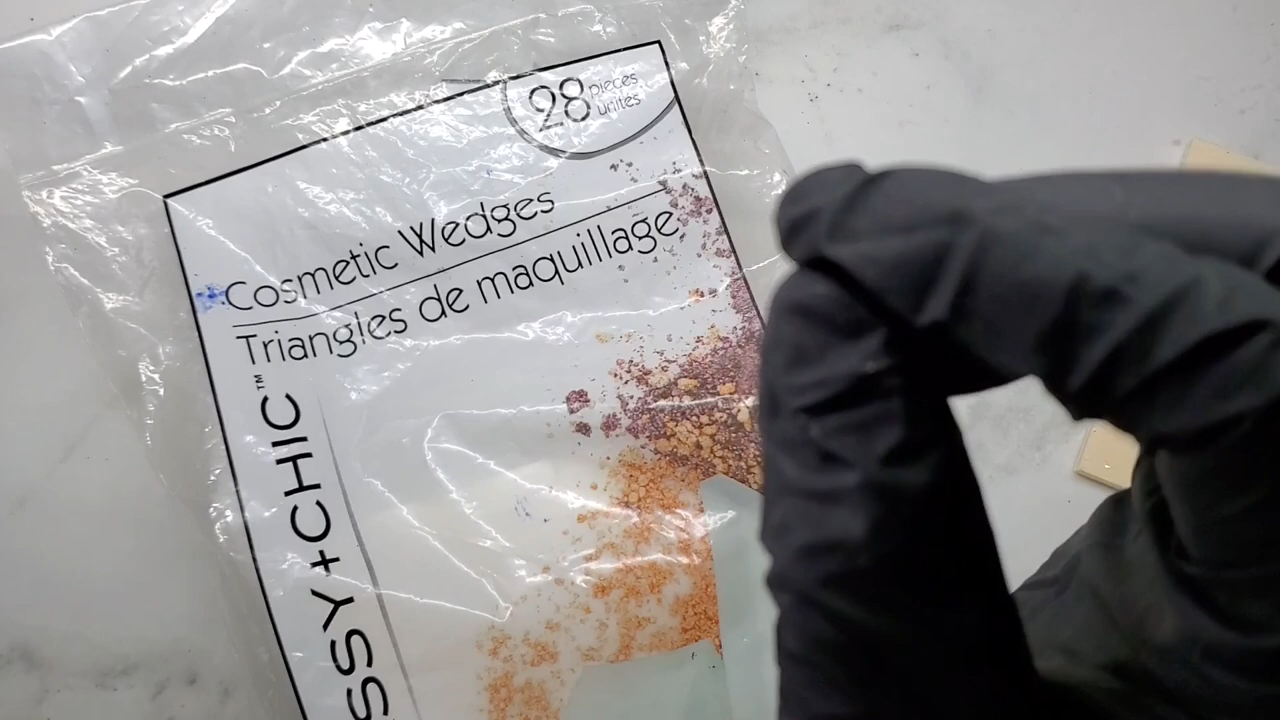 28 pieces
unités
Cosmetic Wedges
Triangles de maquillage
SSY+CHIC™